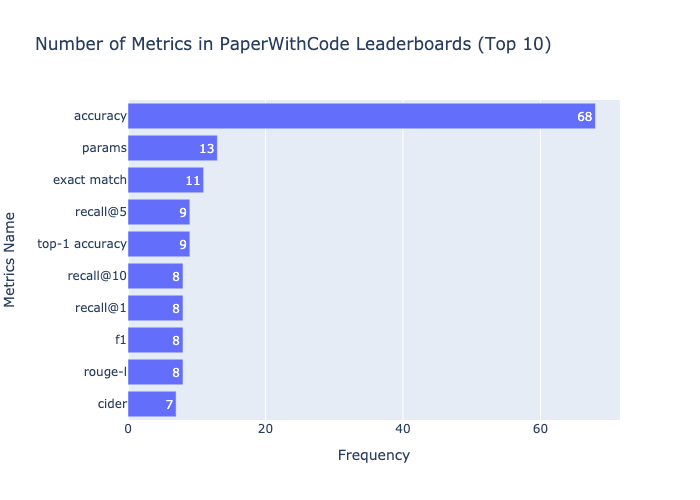 Number of Metrics in PaperWithCode Leaderboards (Top 10)
Metrics Name
accuracy 68
params 13
exact match 11
recall@5 9
top-1 accuracy 9
recall@10 8
recall@1 8
f1 8
rouge-l 8
cider 7
0 20 40 60
Frequency